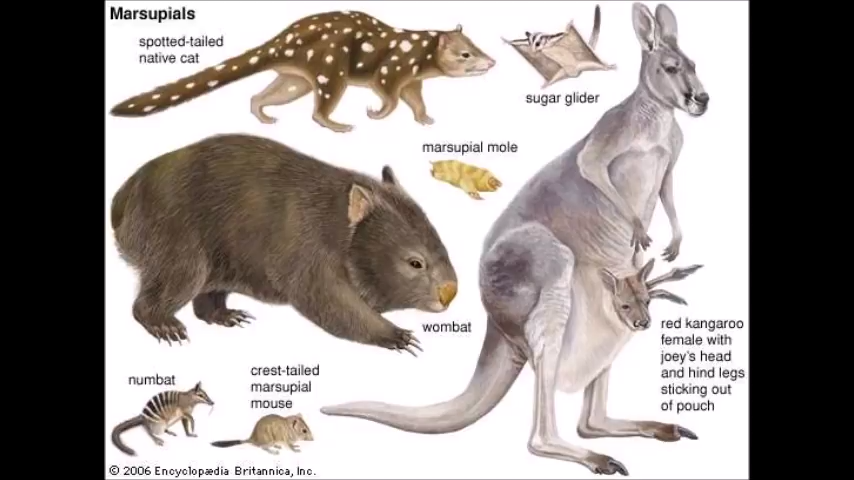 Marsupials
spotted-tailed
native cat
sugar glider
marsupial mole
wombat
red kangaroo
female with
joey's head
and hind legs
sticking out
of pouch
numbat
crest-tailed
marsupial
mouse
© 2006 Encyclopædia Britannica, Inc.